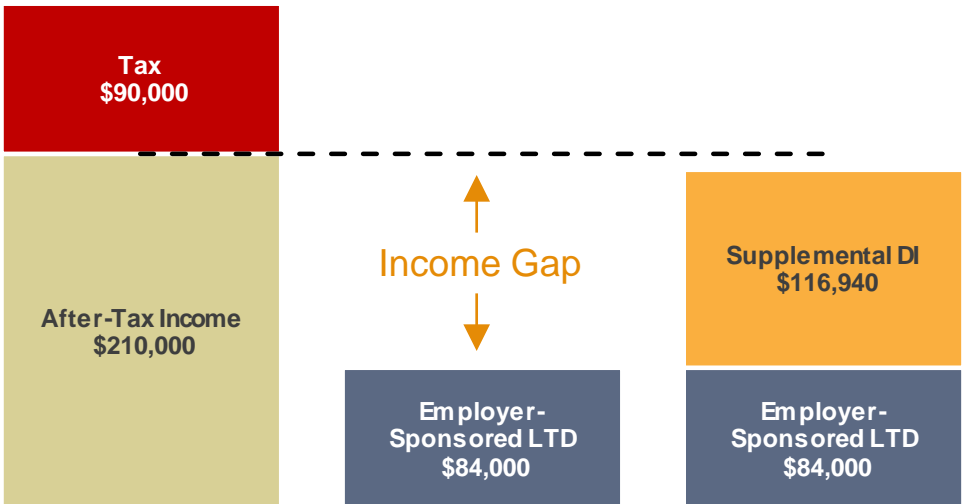 Tax
$90,000
After-Tax Income
$210,000
Income Gap
Employer-
Sponsored LTD
$84,000
Supplemental DI
$116,940
Employer-
Sponsored LTD
$84,000